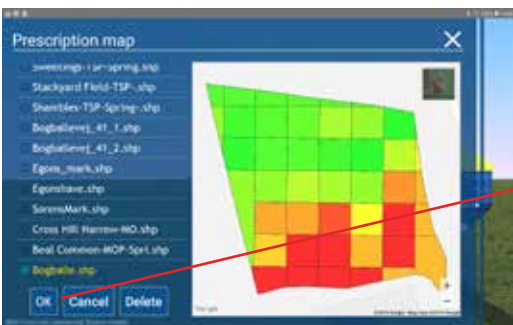 Prescription map
Stackyard Field-TSP-.shp
Shambles-TSP-Spring-.shp
Bogballevej_41_1.shp
Bogballevej_41_2.shp
Egons_mark.shp
Egonshave.shp
SorensMark.shp
Cross Hill Harrow-MO.shp
Beal Common-MOP-Sprt.shp
Bogballe.shp
OK Cancel Delete